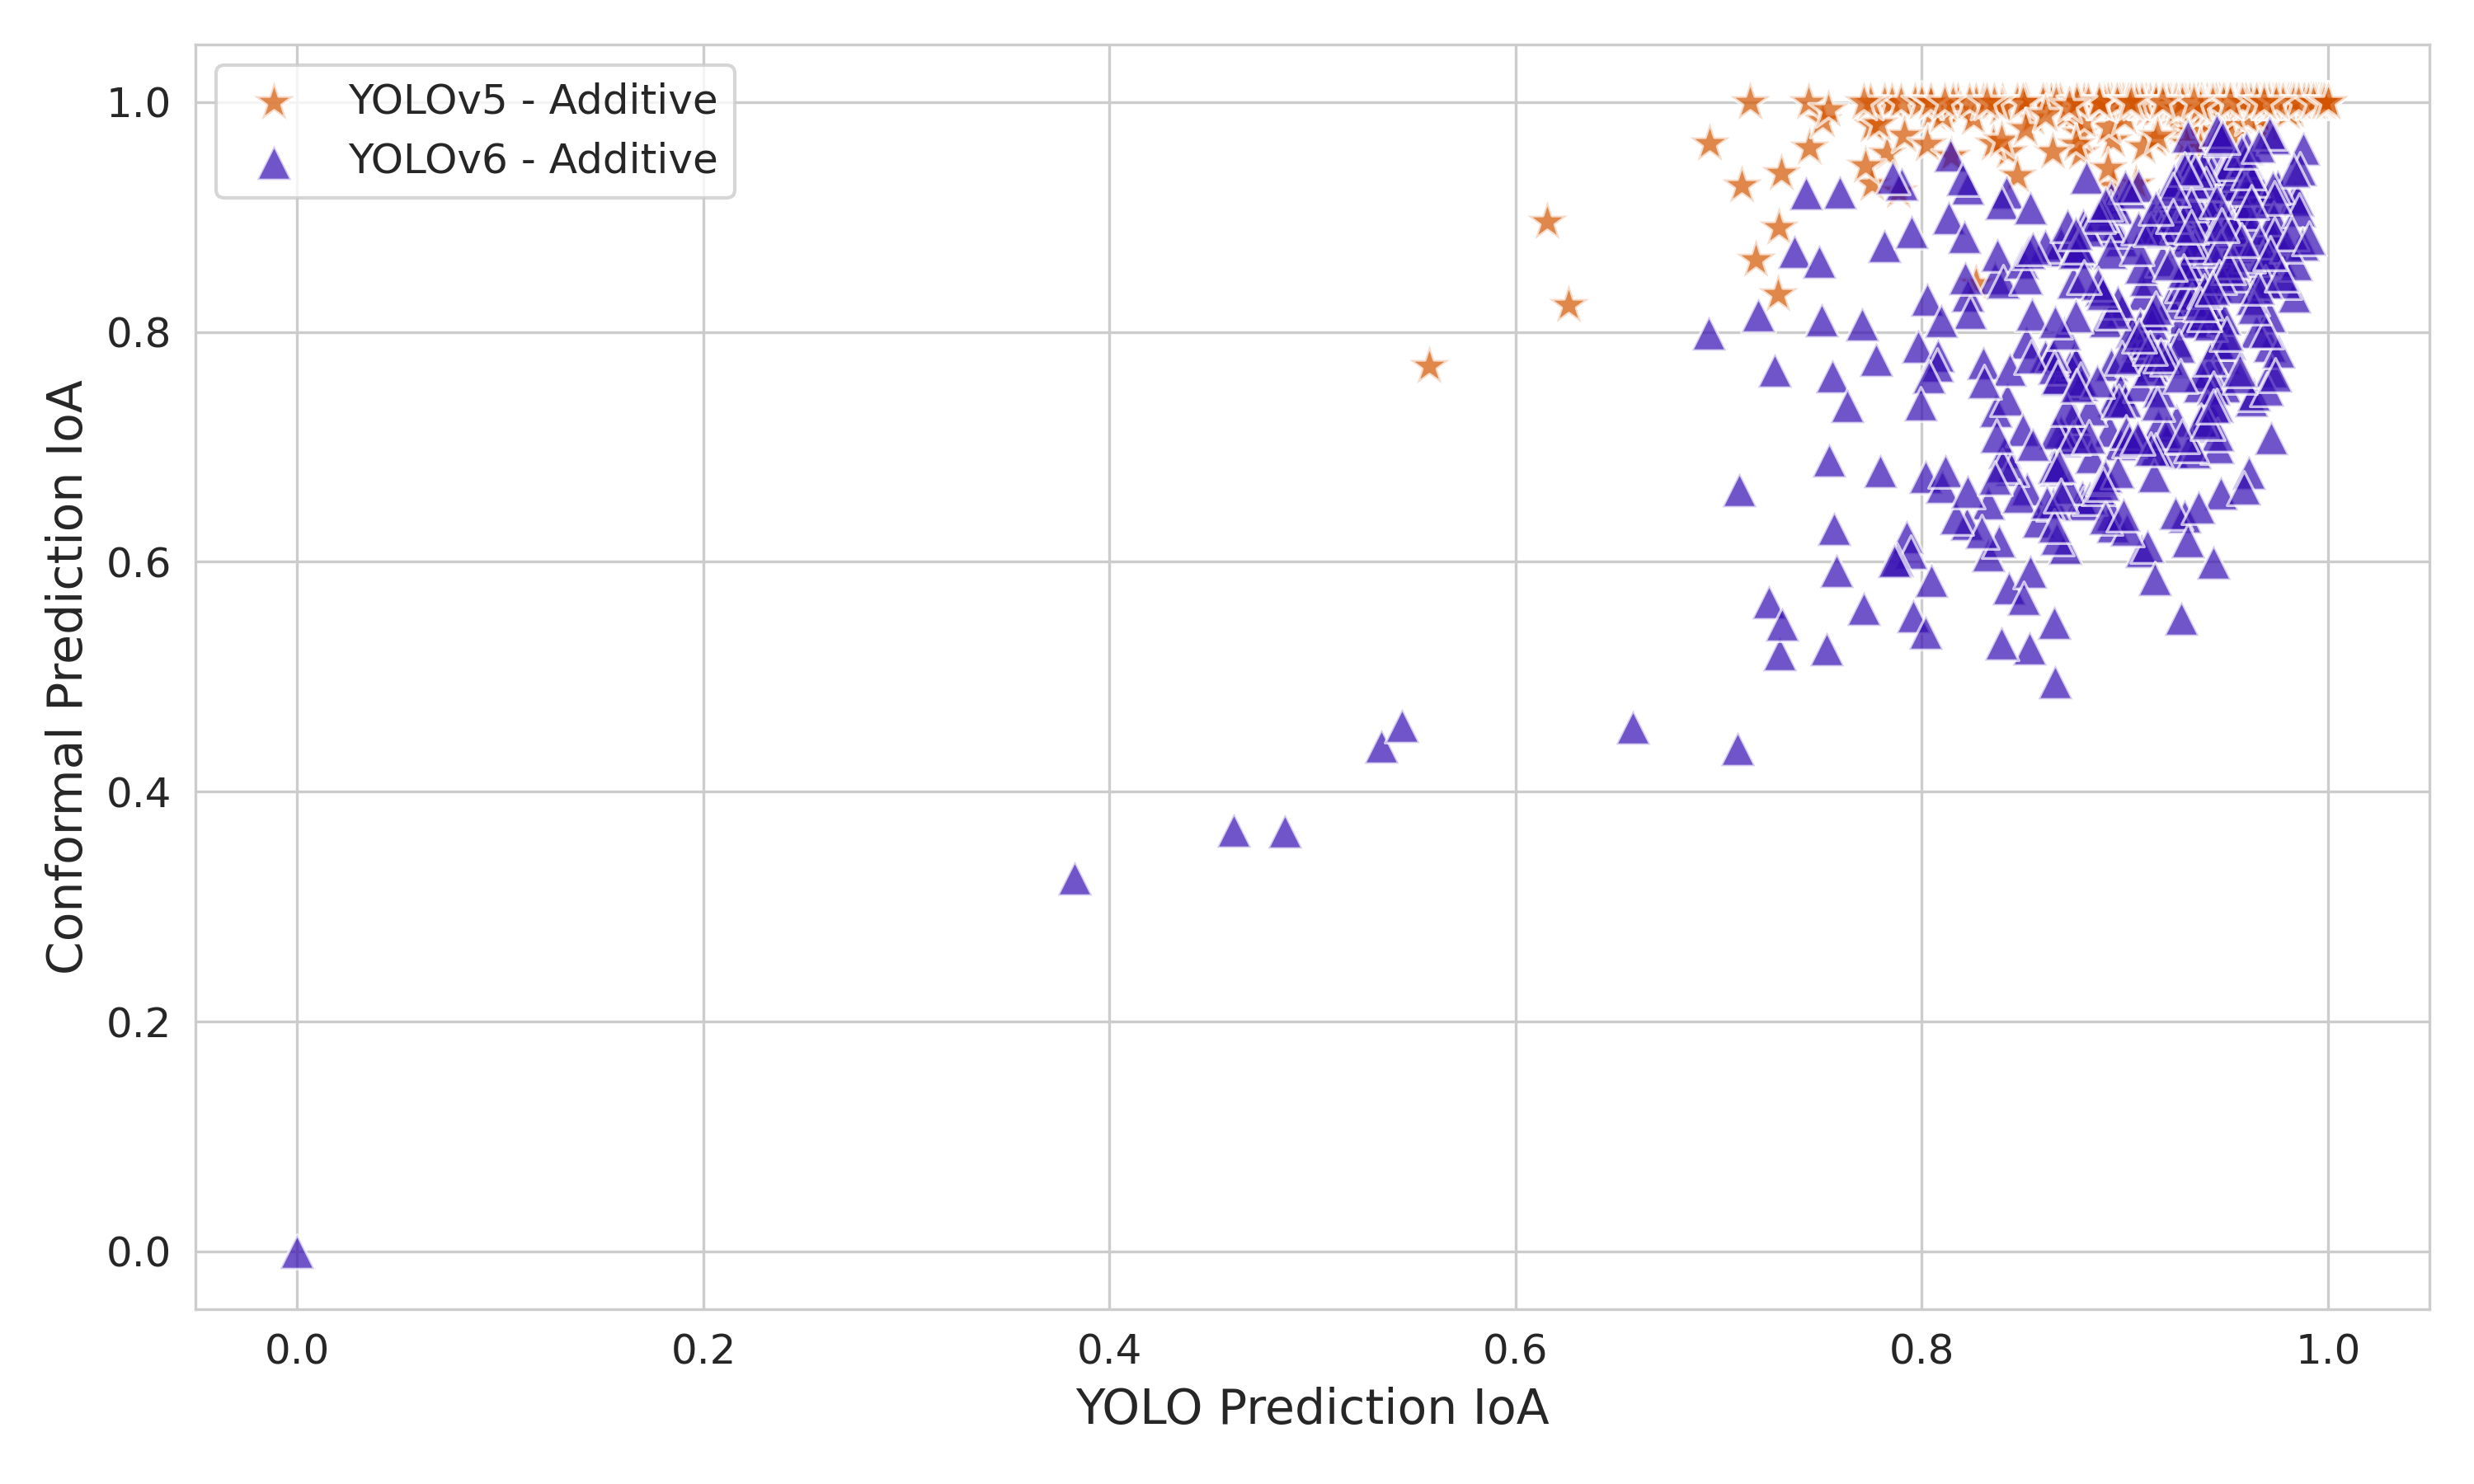 YOLOv5 - Additive
YOLOv6 - Additive
Conformal Prediction IoA
1.0
0.8
0.6
0.4
0.2
0.0
0.0 0.2 0.4 0.6 0.8 1.0
YOLO Prediction IoA